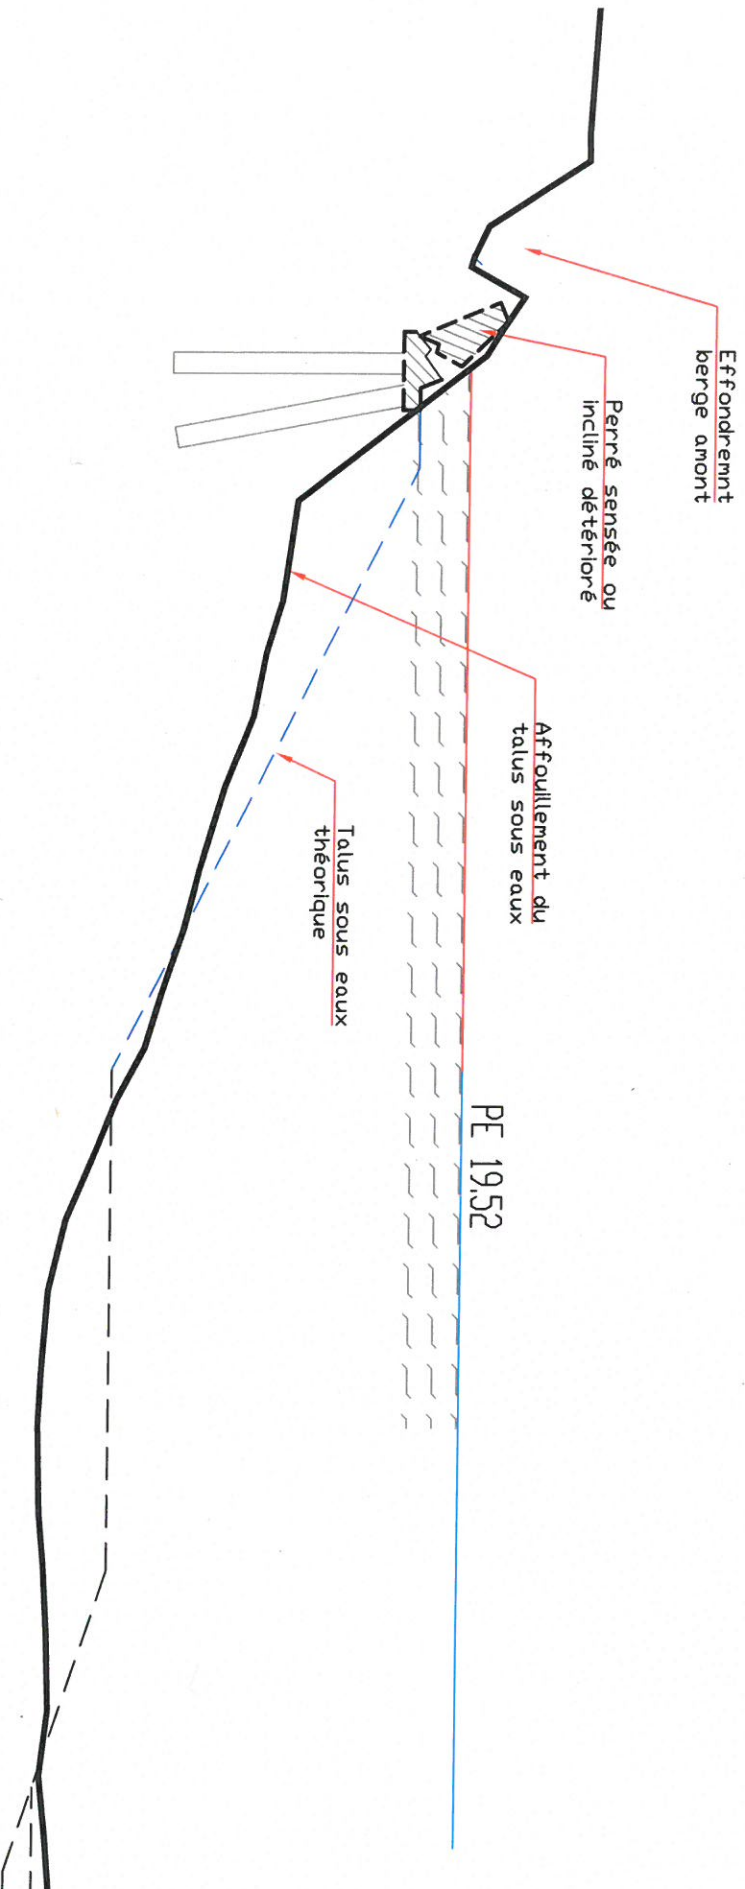 Effondremnt
berge amont
Perré sensée ou
incliné détérioré
Affouillement du
talus sous eaux
Talus sous eaux
théorique
PE 19.52